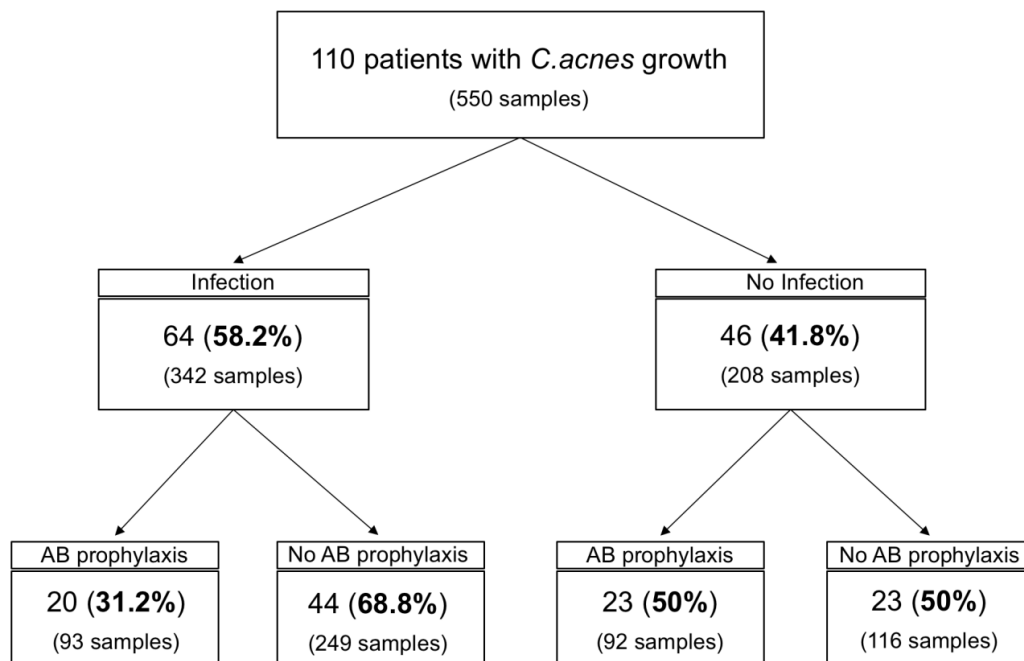 110 patients with C.acnes growth
(550 samples)
Infection
64 (58.2%)
(342 samples)
No Infection
46 (41.8%)
(208 samples)
AB prophylaxis
20 (31.2%)
(93 samples)
No AB prophylaxis
44 (68.8%)
(249 samples)
AB prophylaxis
23 (50%)
(92 samples)
No AB prophylaxis
23 (50%)
(116 samples)